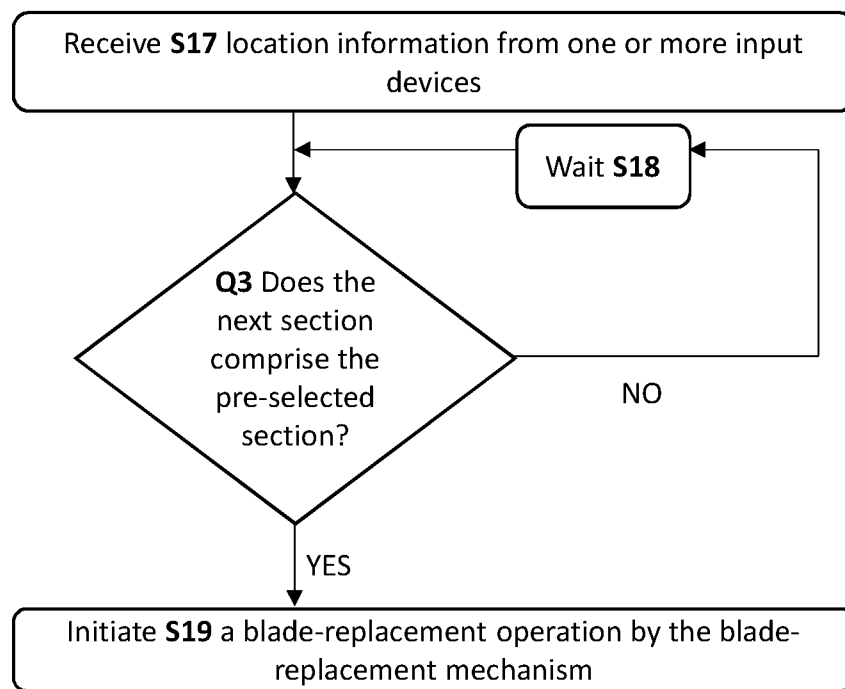 Receive S17 location information from one or more input
devices
Wait S18
Q3 Does the
next section
comprise the
pre-selected
section?
NO
YES
Initiate S19 a blade-replacement operation by the blade-
replacement mechanism